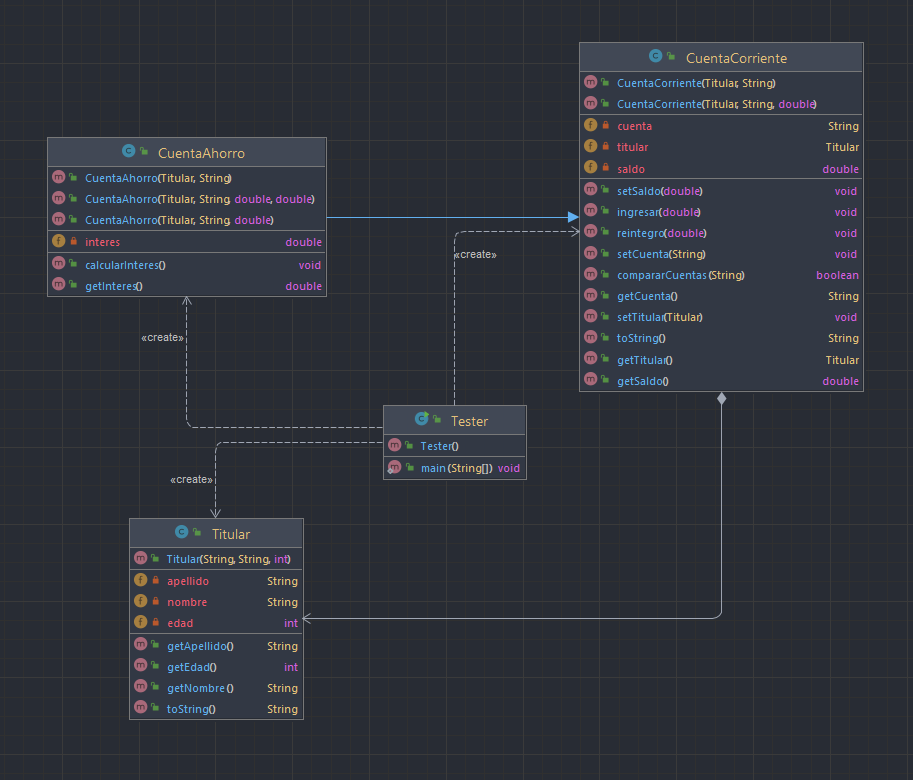 CuentaCorriente
CuentaCorriente(Titular, String)
CuentaCorriente(Titular, String, double)
cuenta String
titular Titular
saldo double
setSaldo(double) void
ingresar(double) void
reintegro(double) void
setCuenta(String) void
compararCuentas(String) boolean
getCuenta() String
setTitular(Titular) void
toString() String
getTitular() Titular
getSaldo() double
CuentaAhorro
CuentaAhorro(Titular, String)
CuentaAhorro(Titular, String, double, double)
CuentaAhorro(Titular, String, double)
interes double
calcularInteres() void
getInteres() double
«create»
«create»
Tester
Tester()
main(String[]) void
«create»
Titular
Titular(String, String, int)
apellido String
nombre String
edad int
getApellido() String
getEdad() int
getNombre() String
toString() String